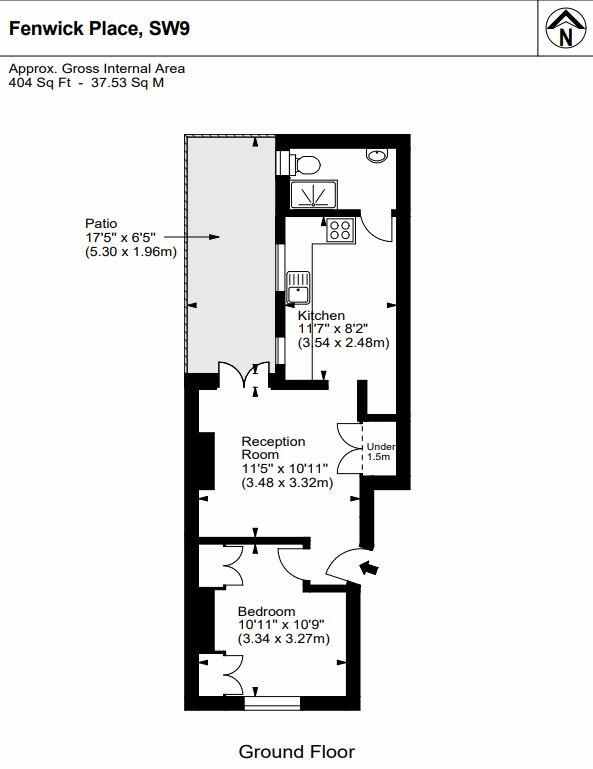 Fenwick Place, SW9
N
Approx. Gross Internal Area
404 Sq Ft - 37.53 Sq M
Patio
17'5" x 6'5"
(5.30 x 1.96m)
Kitchen
11'7" x 8'2"
(3.54 x 2.48m)
Reception
Room
11'5" x 10'11"
(3.48 x 3.32m)
Under
1.5m
Bedroom
10'11" x 10'9"
(3.34 x 3.27m)
Ground Floor